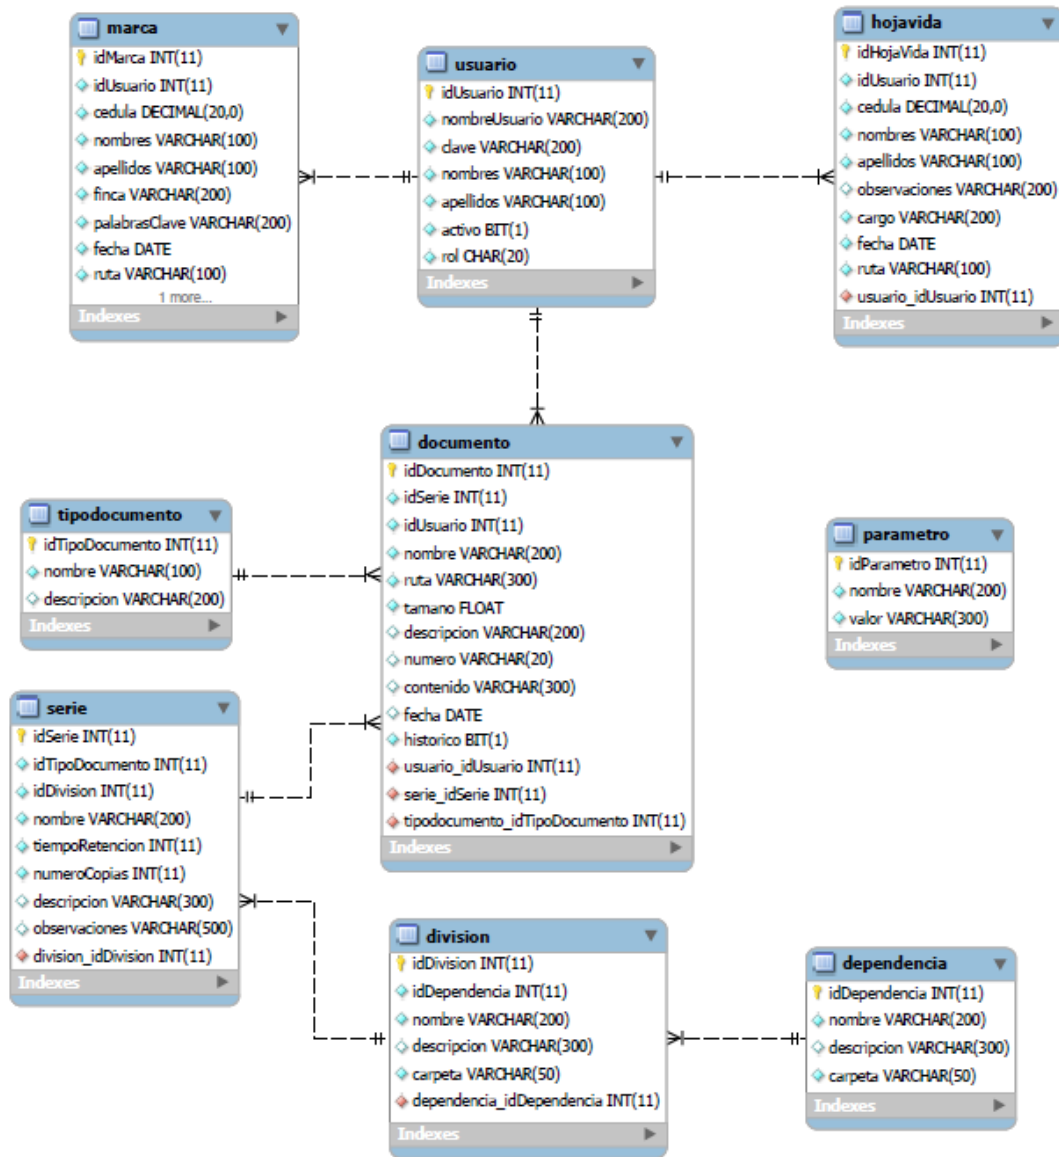 marca
idMarca INT(11)
idUsuario INT(11)
cedula DECIMAL(20,0)
nombres VARCHAR(100)
apellidos VARCHAR(100)
finca VARCHAR(200)
palabrasClave VARCHAR(200)
fecha DATE
ruta VARCHAR(100)
1 more...
Indexes
usuario
idUsuario INT(11)
nombreUsuario VARCHAR(200)
clave VARCHAR(200)
nombres VARCHAR(100)
apellidos VARCHAR(100)
activo BIT(1)
rol CHAR(20)
Indexes
hojavida
idHojaVida INT(11)
idUsuario INT(11)
cedula DECIMAL(20,0)
nombres VARCHAR(100)
apellidos VARCHAR(100)
observaciones VARCHAR(200)
cargo VARCHAR(200)
fecha DATE
ruta VARCHAR(100)
usuario_idUsuario INT(11)
Indexes
documento
idDocumento INT(11)
idSerie INT(11)
idUsuario INT(11)
nombre VARCHAR(200)
ruta VARCHAR(300)
tamano FLOAT
descripcion VARCHAR(200)
numero VARCHAR(20)
contenido VARCHAR(300)
fecha DATE
historico BIT(1)
usuario_idUsuario INT(11)
serie_idSerie INT(11)
tipodocumento_idTipoDocumento INT(11)
Indexes
tipodocumento
idTipoDocumento INT(11)
nombre VARCHAR(100)
descripcion VARCHAR(200)
Indexes
parametro
idParametro INT(11)
nombre VARCHAR(200)
valor VARCHAR(300)
Indexes
serie
idSerie INT(11)
idTipoDocumento INT(11)
idDivision INT(11)
nombre VARCHAR(200)
tiempoRetencion INT(11)
numeroCopias INT(11)
descripcion VARCHAR(300)
observaciones VARCHAR(500)
division_idDivision INT(11)
Indexes
division
idDivision INT(11)
idDependencia INT(11)
nombre VARCHAR(200)
descripcion VARCHAR(300)
carpeta VARCHAR(50)
dependencia_idDependencia INT(11)
Indexes
dependencia
idDependencia INT(11)
nombre VARCHAR(200)
descripcion VARCHAR(300)
carpeta VARCHAR(50)
Indexes